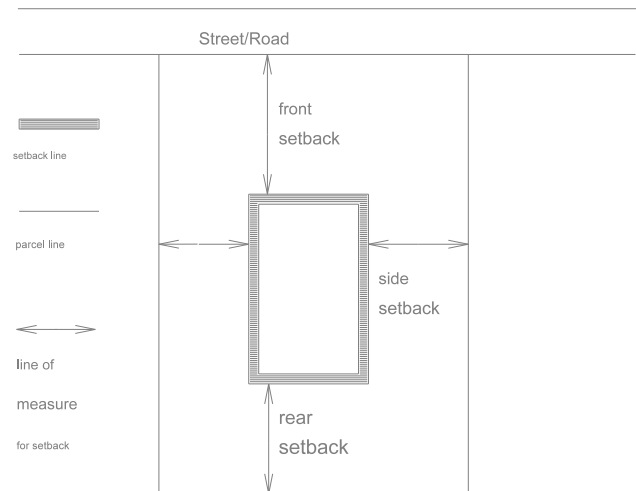 Street/Road
front
setback
setback line
parcel line
side
setback
line of
measure
for setback
rear
setback